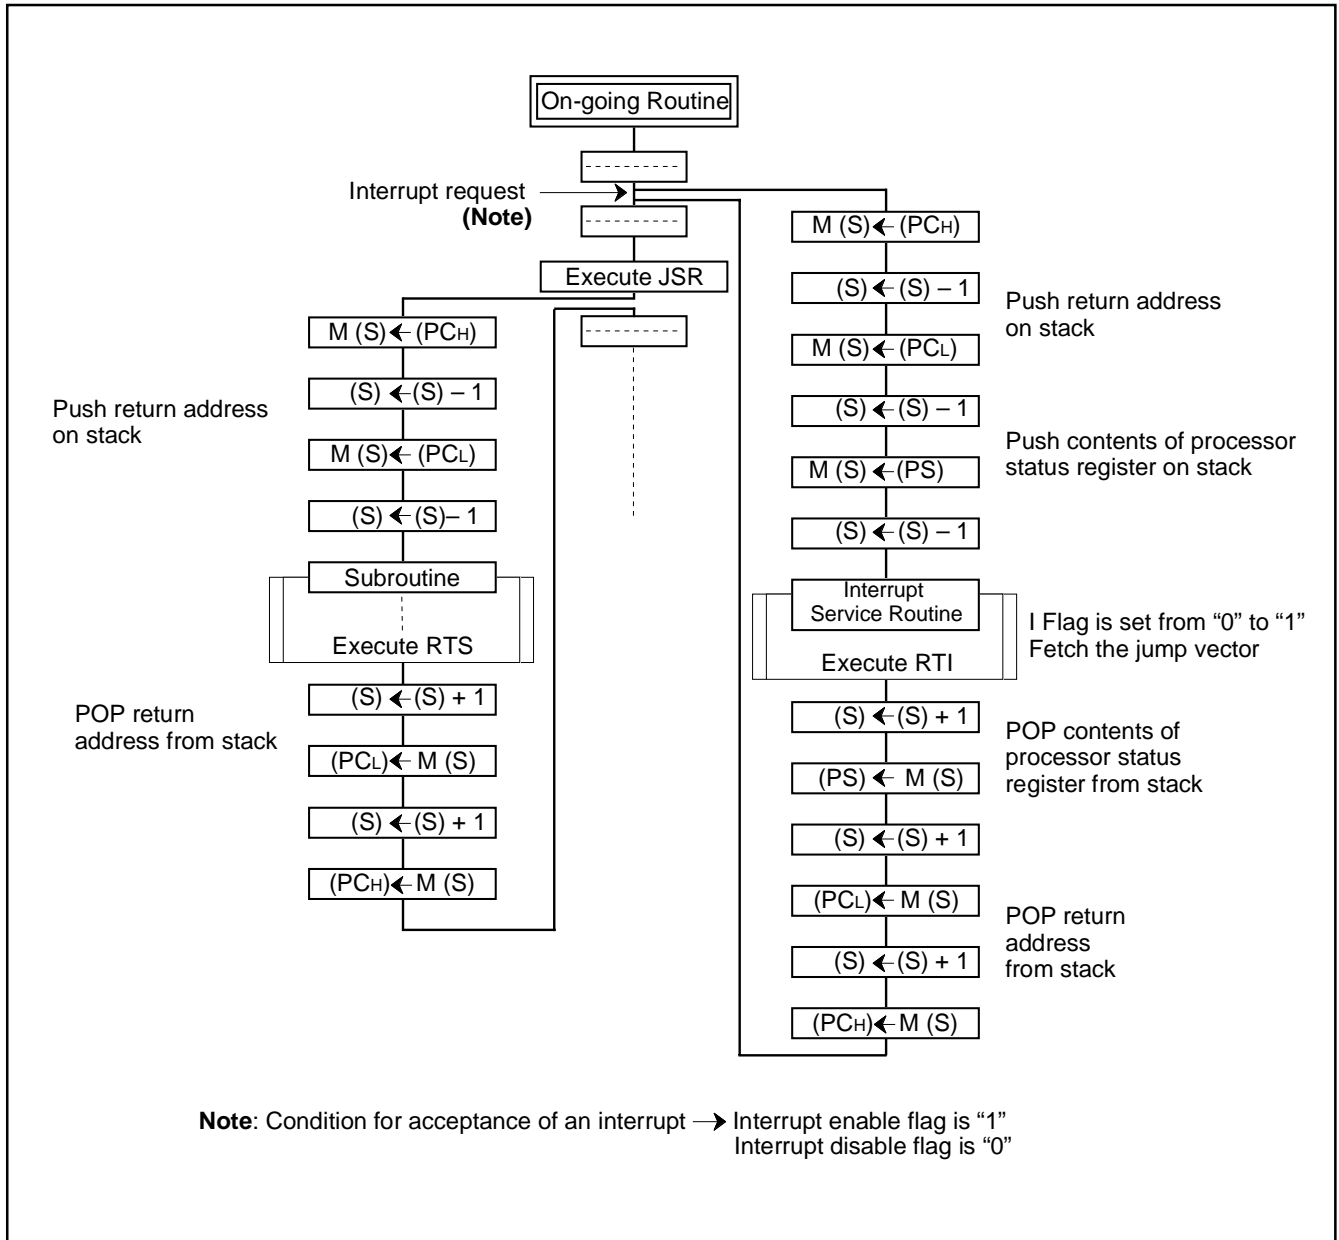 On-going Routine
Interrupt request
(Note)
Execute JSR
M (S) ← (PCH)
(S) ← (S) – 1
M (S) ← (PCL)
(S) ← (S)– 1
Push return address
on stack
Subroutine
Execute RTS
(S) ← (S) + 1
(PCL) ← M (S)
(S) ← (S) + 1
(PCH) ← M (S)
POP return
address from stack
M (S) ← (PCH)
(S) ← (S) – 1
M (S) ← (PCL)
(S) ← (S) – 1
M (S) ← (PS)
(S) ← (S) – 1
Push return address
on stack
Push contents of processor
status register on stack
Interrupt
Service Routine
Execute RTI
I Flag is set from “0” to “1”
Fetch the jump vector
(S) ← (S) + 1
(PS) ← M (S)
(S) ← (S) + 1
(PCL) ← M (S)
(S) ← (S) + 1
(PCH) ← M (S)
POP contents of
processor status
register from stack
POP return
address
from stack
Note: Condition for acceptance of an interrupt → Interrupt enable flag is “1”
Interrupt disable flag is “0”